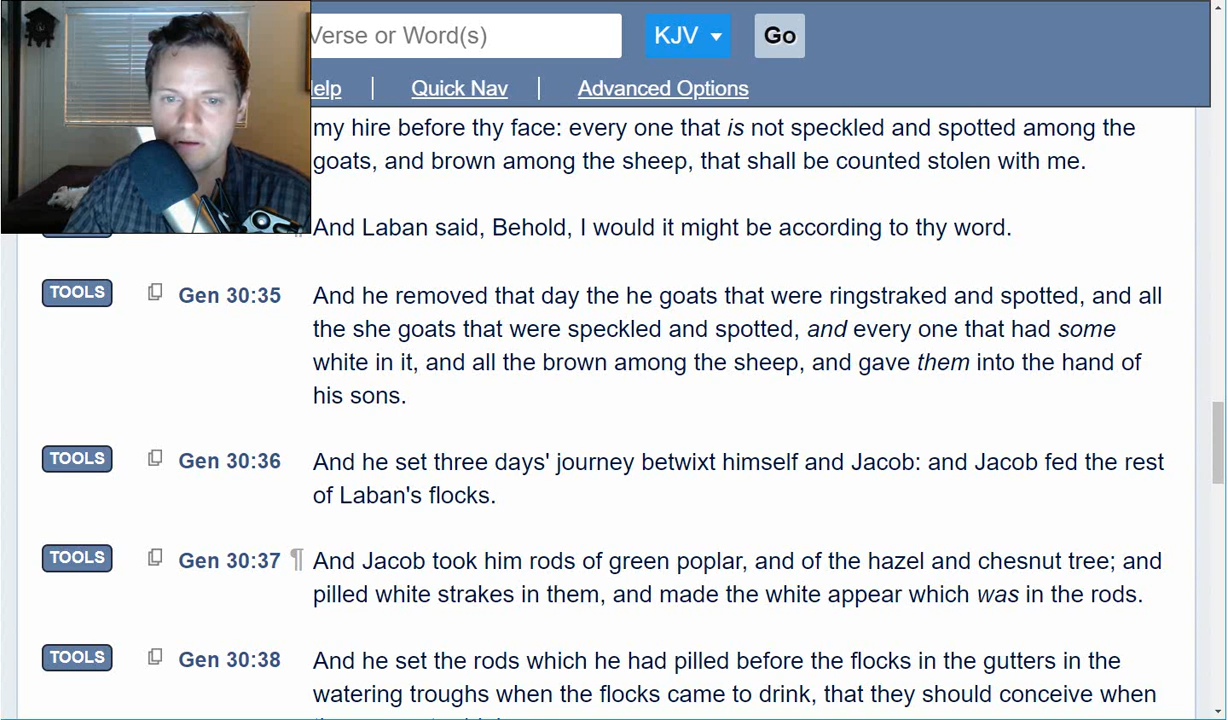 Verse or Word(s)
KJV
Go
elp | Quick Nav | Advanced Options
my hire before thy face: every one that is not speckled and spotted among the
goats, and brown among the sheep, that shall be counted stolen with me.
And Laban said, Behold, I would it might be according to thy word.
TOOLS Gen 30:35 And he removed that day the he goats that were ringstraked and spotted, and all
the she goats that were speckled and spotted, and every one that had some
white in it, and all the brown among the sheep, and gave them into the hand of
his sons.
TOOLS Gen 30:36 And he set three days' journey betwixt himself and Jacob: and Jacob fed the rest
of Laban's flocks.
TOOLS Gen 30:37 ¶ And Jacob took him rods of green poplar, and of the hazel and chesnut tree; and
pilled white strakes in them, and made the white appear which was in the rods.
TOOLS Gen 30:38 And he set the rods which he had pilled before the flocks in the gutters in the
watering troughs when the flocks came to drink, that they should conceive when